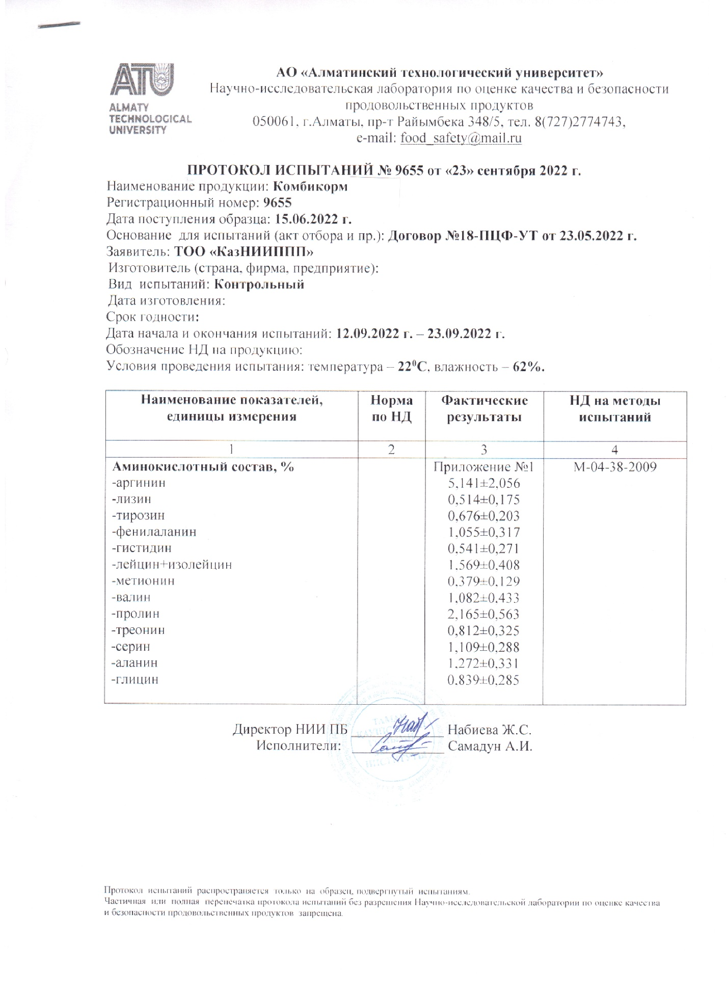 ATU
ALMATY
TECHNOLOGICAL
UNIVERSITY
АО «Алматинский технологический университет»
Научно-исследовательская лаборатория по оценке качества и безопасности
продовольственных продуктов
050061, г.Алматы, пр-т Райымбека 348/5, тел. 8(727)2774743,
e-mail: food_safety@mail.ru
ПРОТОКОЛ ИСПЫТАНИЙ № 9655 от «23» сентября 2022 г.
Наименование продукции: Комбикорм
Регистрационный номер: 9655
Дата поступления образца: 15.06.2022 г.
Основание для испытаний (акт отбора и пр.): Договор №18-ПЦФ-УТ от 23.05.2022 г.
Заявитель: ТОО «КазНИИППП»
Изготовитель (страна, фирма, предприятие):
Вид испытаний: Контрольный
Дата изготовления:
Срок годности:
Дата начала и окончания испытаний: 12.09.2022 г. – 23.09.2022 г.
Обозначение НД на продукцию:
Условия проведения испытания: температура – 22⁰С, влажность – 62%.
Наименование показателей, Норма Фактические НД на методы
единицы измерения по НД результаты испытаний
1 2 3 4
Аминокислотный состав, % Приложение №1 М-04-38-2009
-аргинин 5,141±2,056
-лизин 0,514±0,175
-тирозин 0,676±0,203
-фенилаланин 1,055±0,317
-гистидин 0,541±0,271
-лейцин+изолейцин 1,569±0,408
-метионин 0,379±0,129
-валин 1,082±0,433
-пролин 2,165±0,563
-треонин 0,812±0,325
-серин 1,109±0,288
-аланин 1,272±0,331
-глицин 0,839±0,285
Директор НИИ ПБ Набиева Ж.С.
Исполнители: Самадун А.И.
Протокол испытаний распространяется только на образец, подвергнутый испытаниям.
Частичная или полная перепечатка протокола испытаний без разрешения Научно-исследовательской лаборатории по оценке качества
и безопасности продовольственных продуктов запрещена.